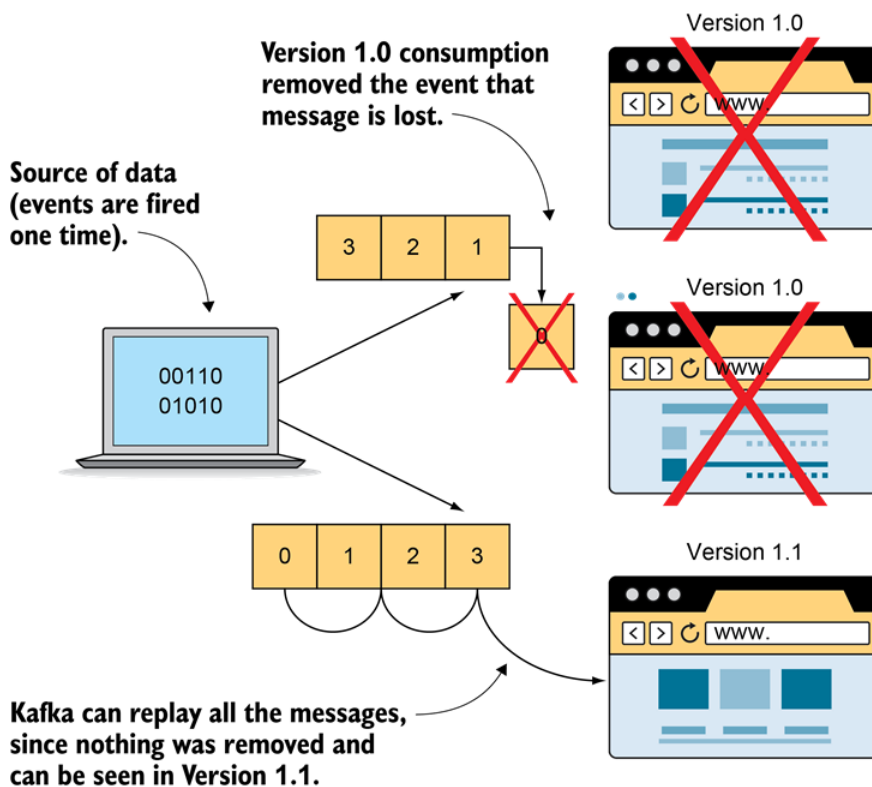 Version 1.0
Version 1.0 consumption
removed the event that
message is lost.
www.
Source of data
(events are fired
one time).
3 2 1
0
Version 1.0
www.
00110
01010
0 1 2 3
Version 1.1
www.
Kafka can replay all the messages,
since nothing was removed and
can be seen in Version 1.1.